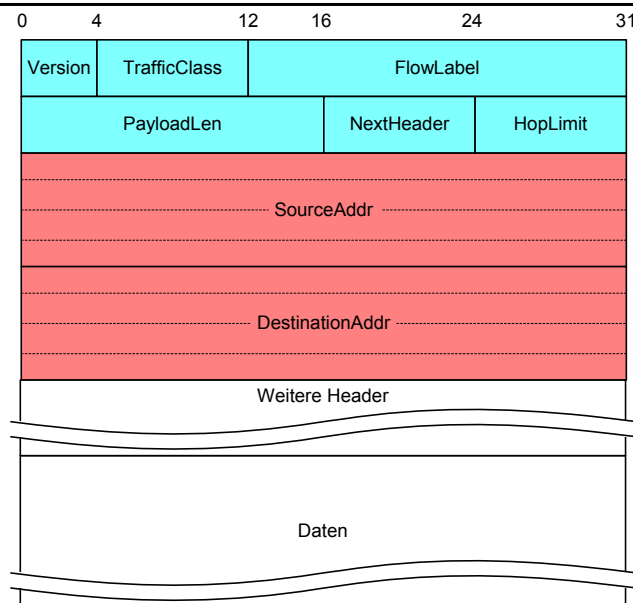 0 4 12 16 24 31
Version TrafficClass FlowLabel
PayloadLen NextHeader HopLimit
SourceAddr
DestinationAddr
Weitere Header
Daten